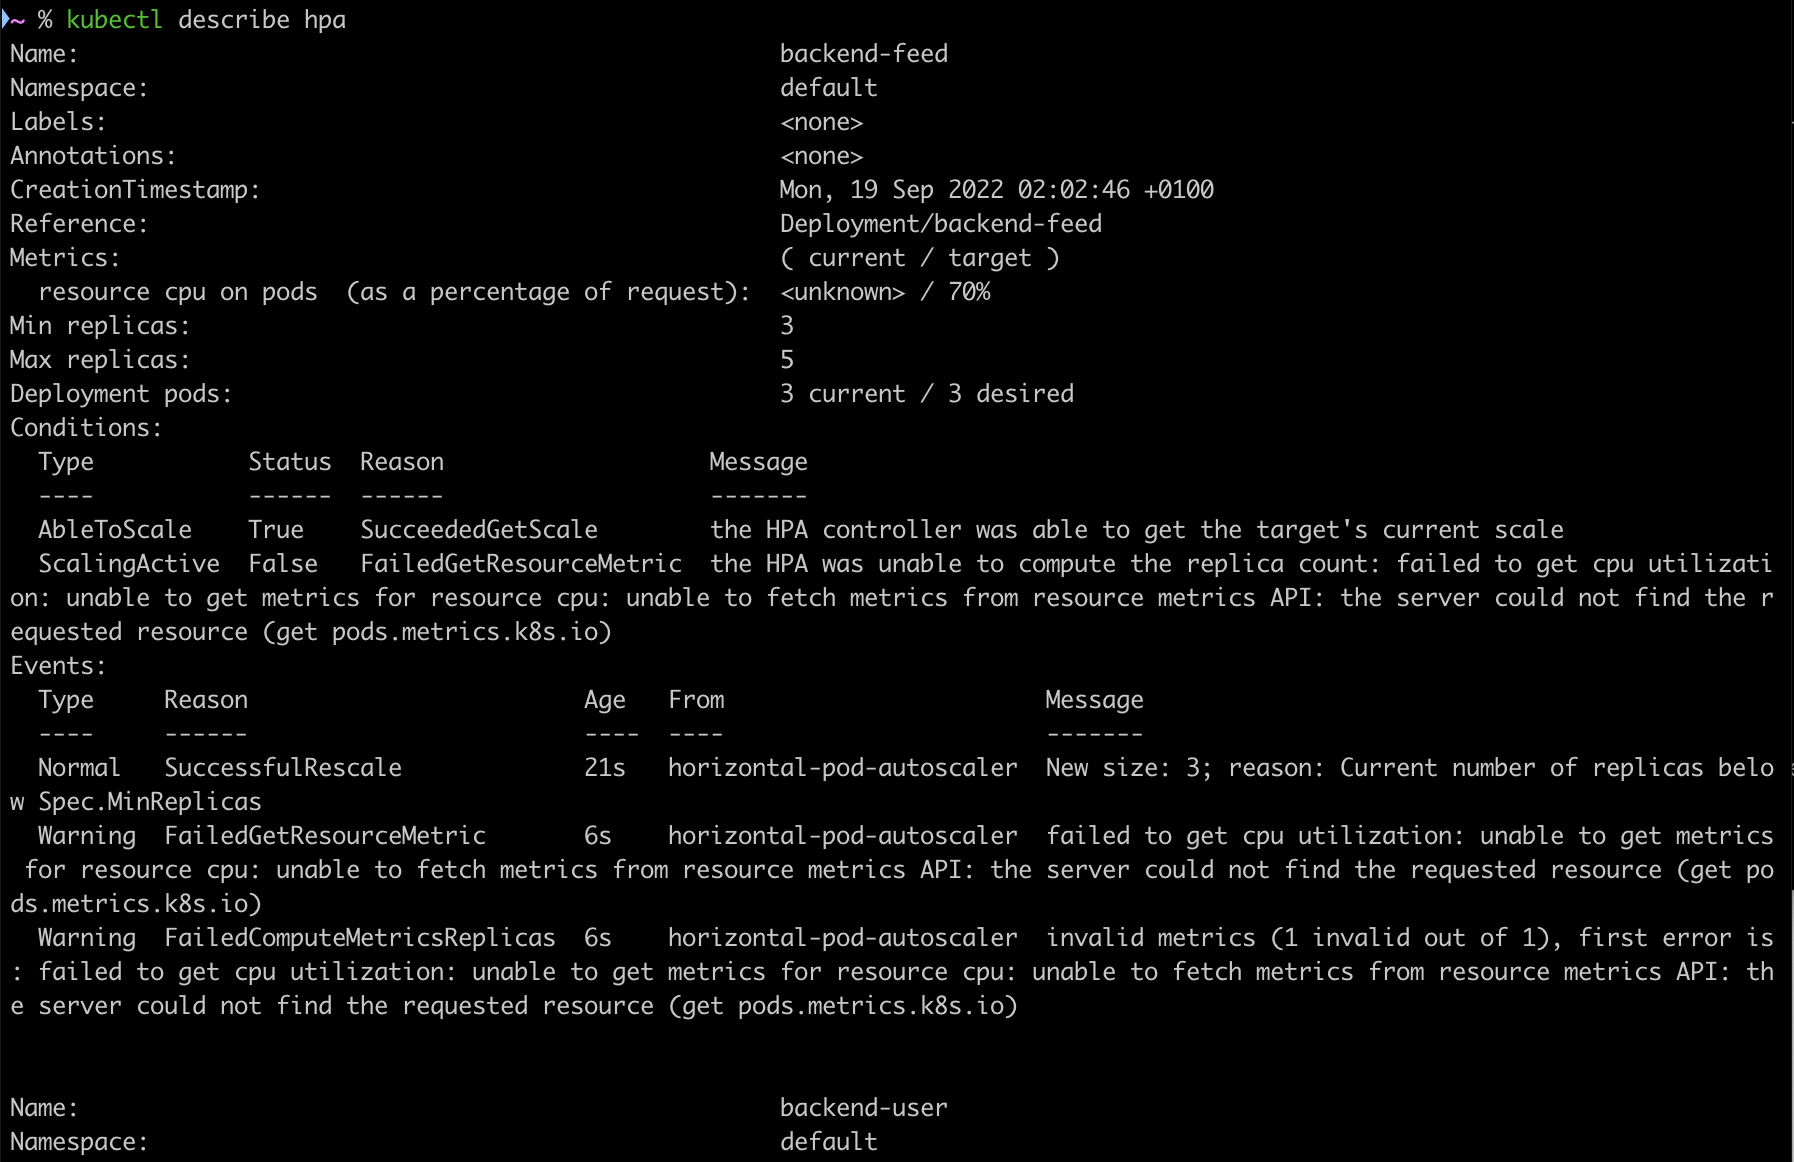 ~ % kubectl describe hpa
Name:                                                  backend-feed
Namespace:                                             default
Labels:                                                <none>
Annotations:                                           <none>
CreationTimestamp:                                     Mon, 19 Sep 2022 02:02:46 +0100
Reference:                                             Deployment/backend-feed
Metrics:                                               ( current / target )
  resource cpu on pods  (as a percentage of request):  <unknown> / 70%
Min replicas:                                          3
Max replicas:                                          5
Deployment pods:                                       3 current / 3 desired
Conditions:
  Type           Status  Reason                   Message
  ----           ------  ------                   -------
  AbleToScale    True    SucceededGetScale        the HPA controller was able to get the target's current scale
  ScalingActive  False   FailedGetResourceMetric  the HPA was unable to compute the replica count: failed to get cpu utilizati
on: unable to get metrics for resource cpu: unable to fetch metrics from resource metrics API: the server could not find the r
equested resource (get pods.metrics.k8s.io)
Events:
  Type     Reason                        Age   From                       Message
  ----     ------                        ----  ----                       -------
  Normal   SuccessfulRescale             21s   horizontal-pod-autoscaler  New size: 3; reason: Current number of replicas belo
w Spec.MinReplicas
  Warning  FailedGetResourceMetric       6s    horizontal-pod-autoscaler  failed to get cpu utilization: unable to get metrics
 for resource cpu: unable to fetch metrics from resource metrics API: the server could not find the requested resource (get po
ds.metrics.k8s.io)
  Warning  FailedComputeMetricsReplicas  6s    horizontal-pod-autoscaler  invalid metrics (1 invalid out of 1), first error is
: failed to get cpu utilization: unable to get metrics for resource cpu: unable to fetch metrics from resource metrics API: th
e server could not find the requested resource (get pods.metrics.k8s.io)
Name:                                                  backend-user
Namespace:                                             default